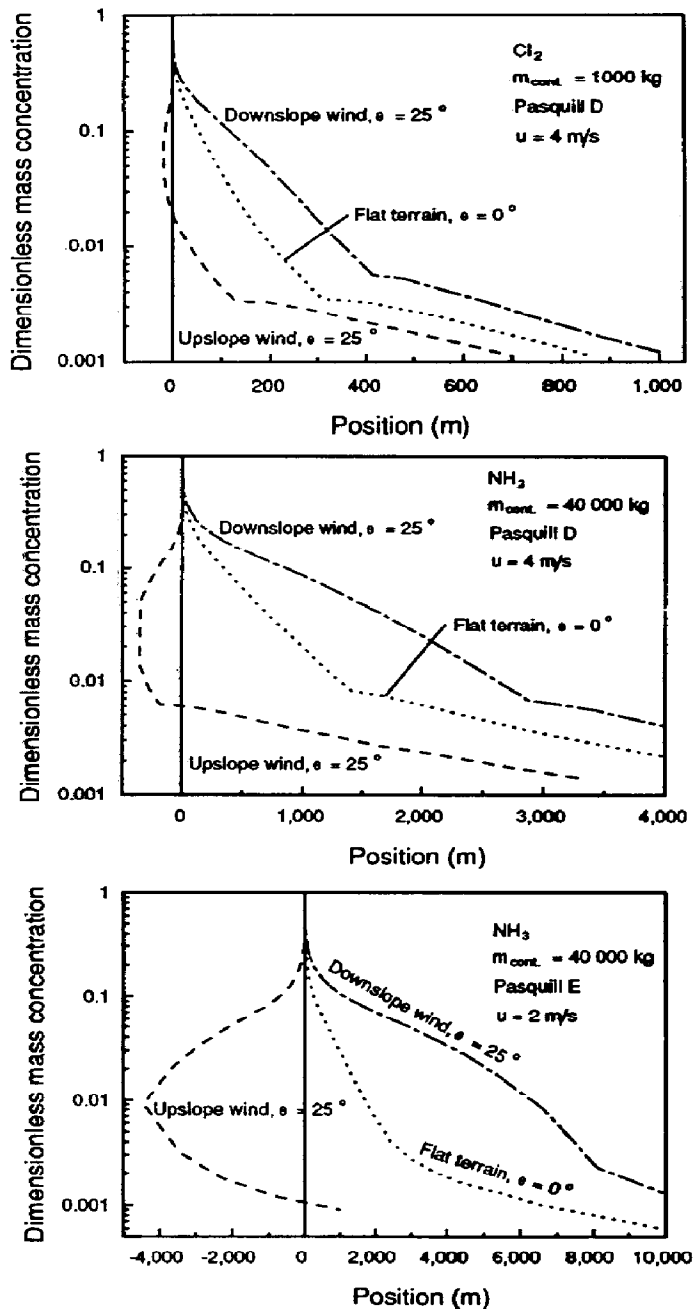 Dimensionless mass concentration
1
0.1
0.01
0.001
Cl₂
m cont. = 1000 kg
Pasquill D
u = 4 m/s
Downslope wind, ɵ = 25°
Flat terrain, ɵ = 0°
Upslope wind, ɵ = 25°
0 200 400 600 800 1,000
Position (m)
Dimensionless mass concentration
1
0.1
0.01
0.001
NH₃
m cont. = 40 000 kg
Pasquill D
u = 4 m/s
Downslope wind, ɵ = 25°
Flat terrain, ɵ = 0°
Upslope wind, ɵ = 25°
0 1,000 2,000 3,000 4,000
Position (m)
Dimensionless mass concentration
1
0.1
0.01
0.001
NH₃
m cont. = 40 000 kg
Pasquill E
u = 2 m/s
Downslope wind, ɵ = 25°
Upslope wind, ɵ = 25°
Flat terrain, ɵ = 0°
-4,000 -2,000 0 2,000 4,000 6,000 8,000 10,000
Position (m)